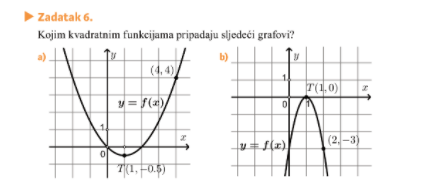 Zadatak 6.
Kojim kvadratnim funkcijama pripadaju sljedeći grafovi?
a)
y
(4, 4)
y = f(x)
1
x
0
T(1, −0.5)
b)
y
1
T(1, 0)
x
0
1
y = f(x)
(2, −3)